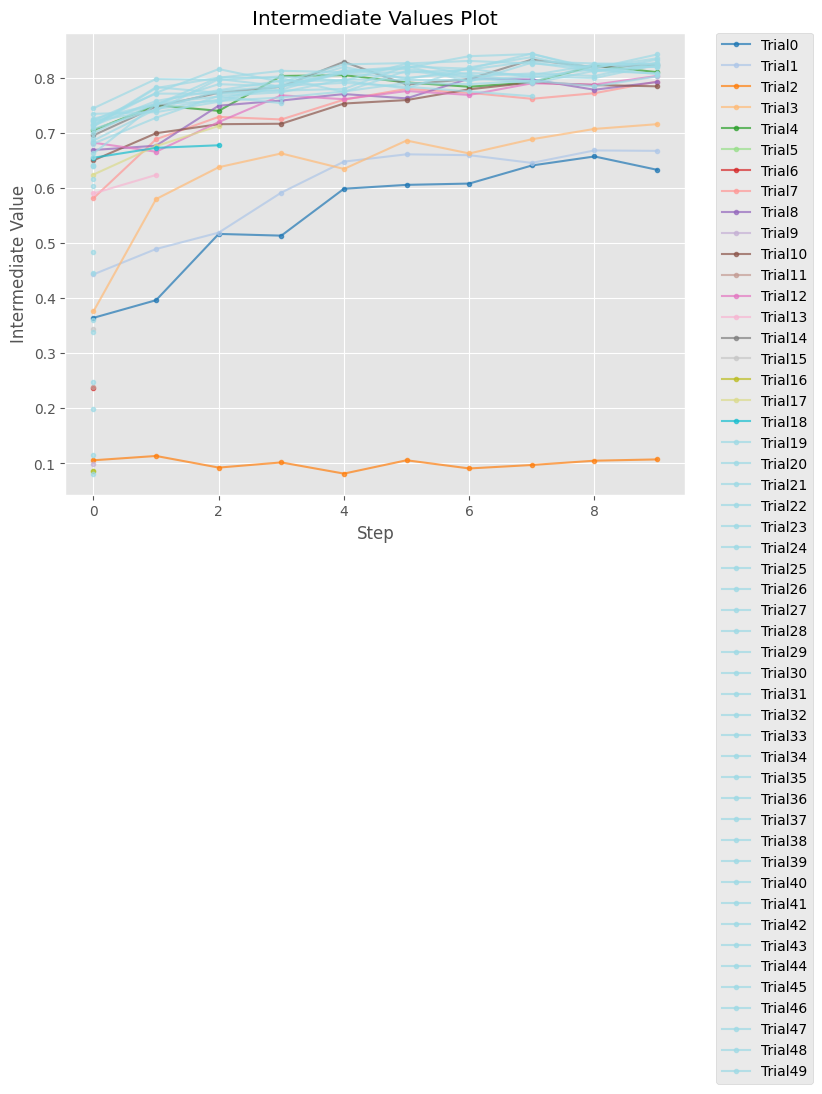 Intermediate Values Plot
Intermediate Value
0.8
0.7
0.6
0.5
0.4
0.3
0.2
0.1
0 2 4 6 8
Step
Trial0
Trial1
Trial2
Trial3
Trial4
Trial5
Trial6
Trial7
Trial8
Trial9
Trial10
Trial11
Trial12
Trial13
Trial14
Trial15
Trial16
Trial17
Trial18
Trial19
Trial20
Trial21
Trial22
Trial23
Trial24
Trial25
Trial26
Trial27
Trial28
Trial29
Trial30
Trial31
Trial32
Trial33
Trial34
Trial35
Trial36
Trial37
Trial38
Trial39
Trial40
Trial41
Trial42
Trial43
Trial44
Trial45
Trial46
Trial47
Trial48
Trial49